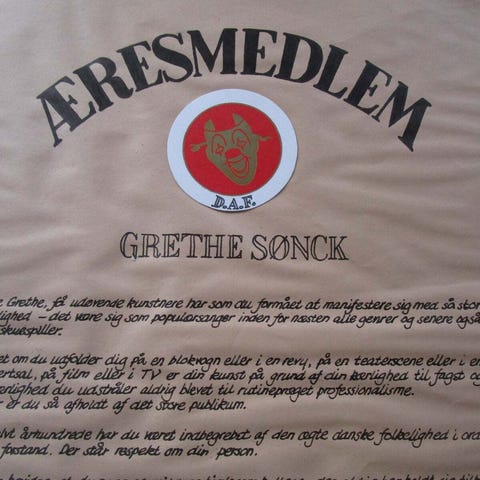 ÆRESMEDLEM
D.A.F.
GRETHE SØNCK
Grethe, få udøvende kunstnere har som du formået at manifestere sig med så stor
lighed - det være sig som populærsanger inden for næsten alle genrer og senere også
skuespiller.
et om du udfolder dig på en blokvogn eller i en revy, på en teaterscene eller i en
ertsal, på film eller i TV er din kunst på grund af din kærlighed til faget og
ærlighed du udstråler aldrig blevet til rutinepræget professionalisme.
er du så afholdt af det store publikum.
lvt århundrede har du været indbegrebet af den ægte danske folkelighed i ord
forstand. Der står respekt om din person.